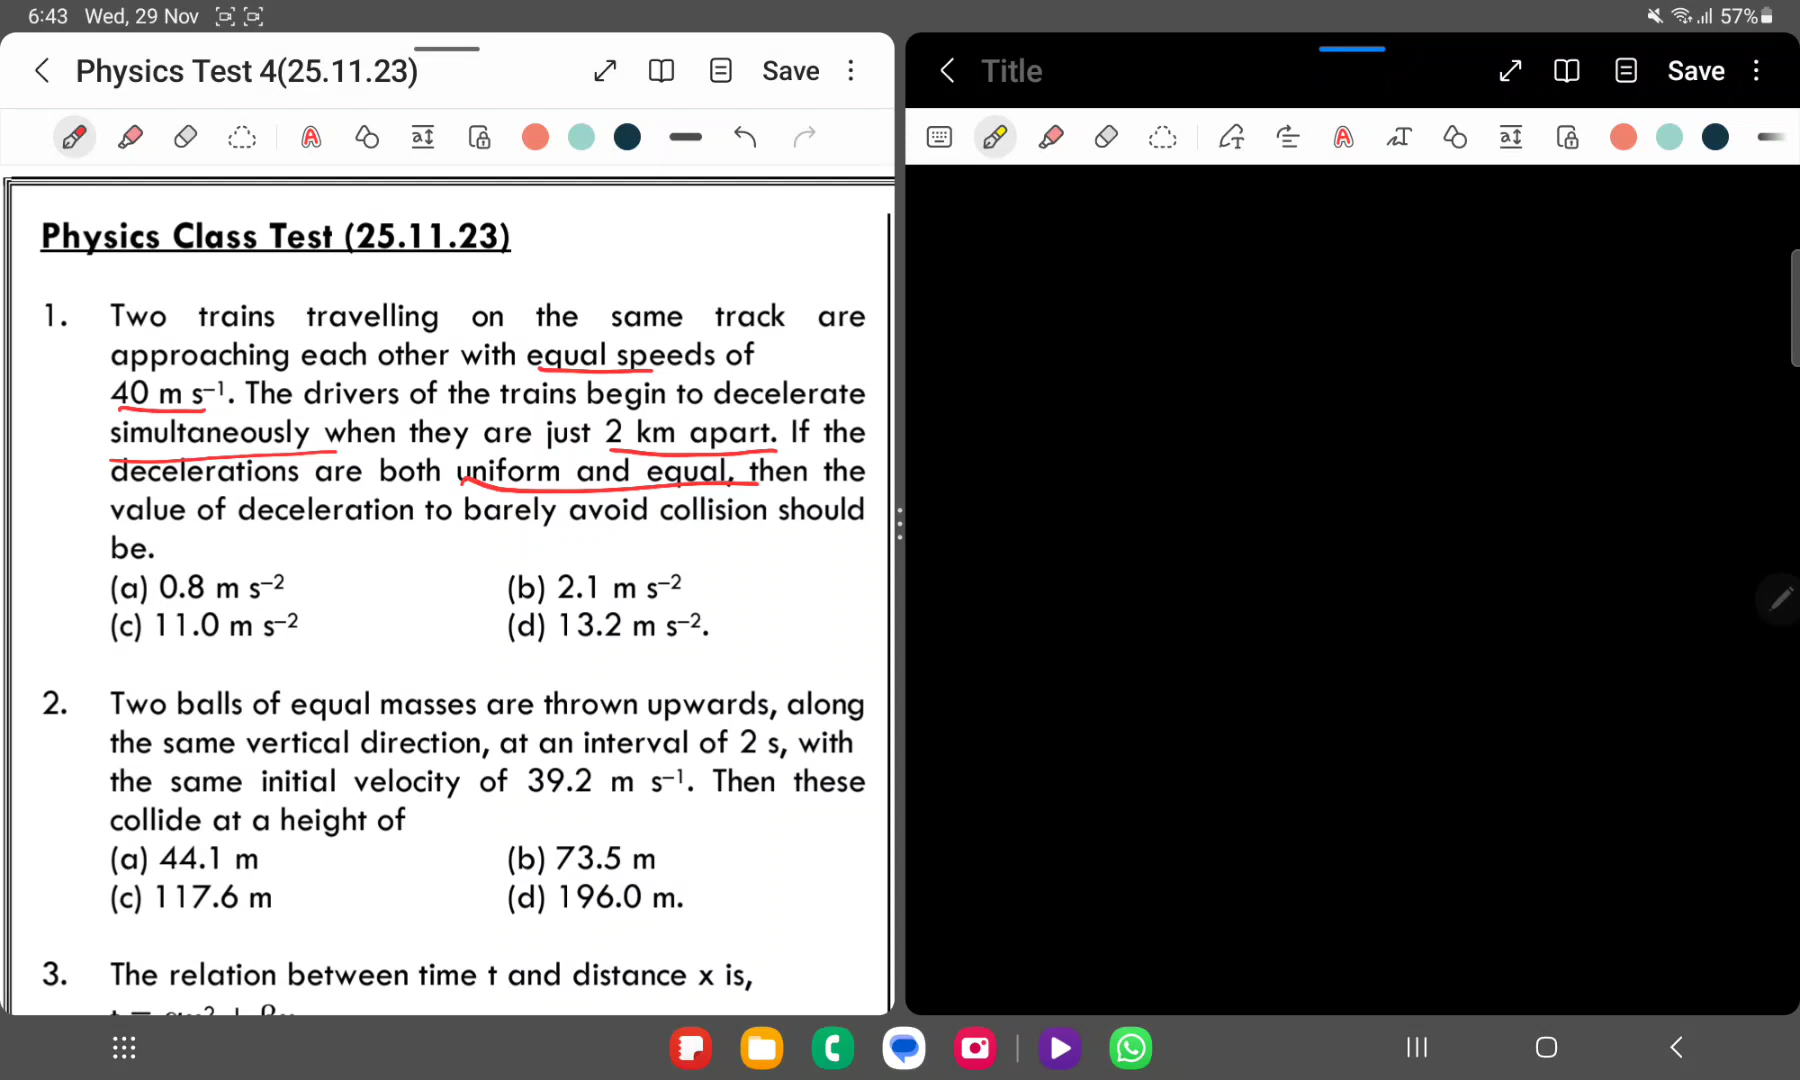 6:43 Wed, 29 Nov
57%
Physics Test 4(25.11.23)
Save
Title
Save
Physics Class Test (25.11.23)
1. Two trains travelling on the same track are
approaching each other with equal speeds of
40 m s⁻¹. The drivers of the trains begin to decelerate
simultaneously when they are just 2 km apart. If the
decelerations are both uniform and equal, then the
value of deceleration to barely avoid collision should
be.
(a) 0.8 m s⁻² (b) 2.1 m s⁻²
(c) 11.0 m s⁻² (d) 13.2 m s⁻².
2. Two balls of equal masses are thrown upwards, along
the same vertical direction, at an interval of 2 s, with
the same initial velocity of 39.2 m s⁻¹. Then these
collide at a height of
(a) 44.1 m (b) 73.5 m
(c) 117.6 m (d) 196.0 m.
3. The relation between time t and distance x is,